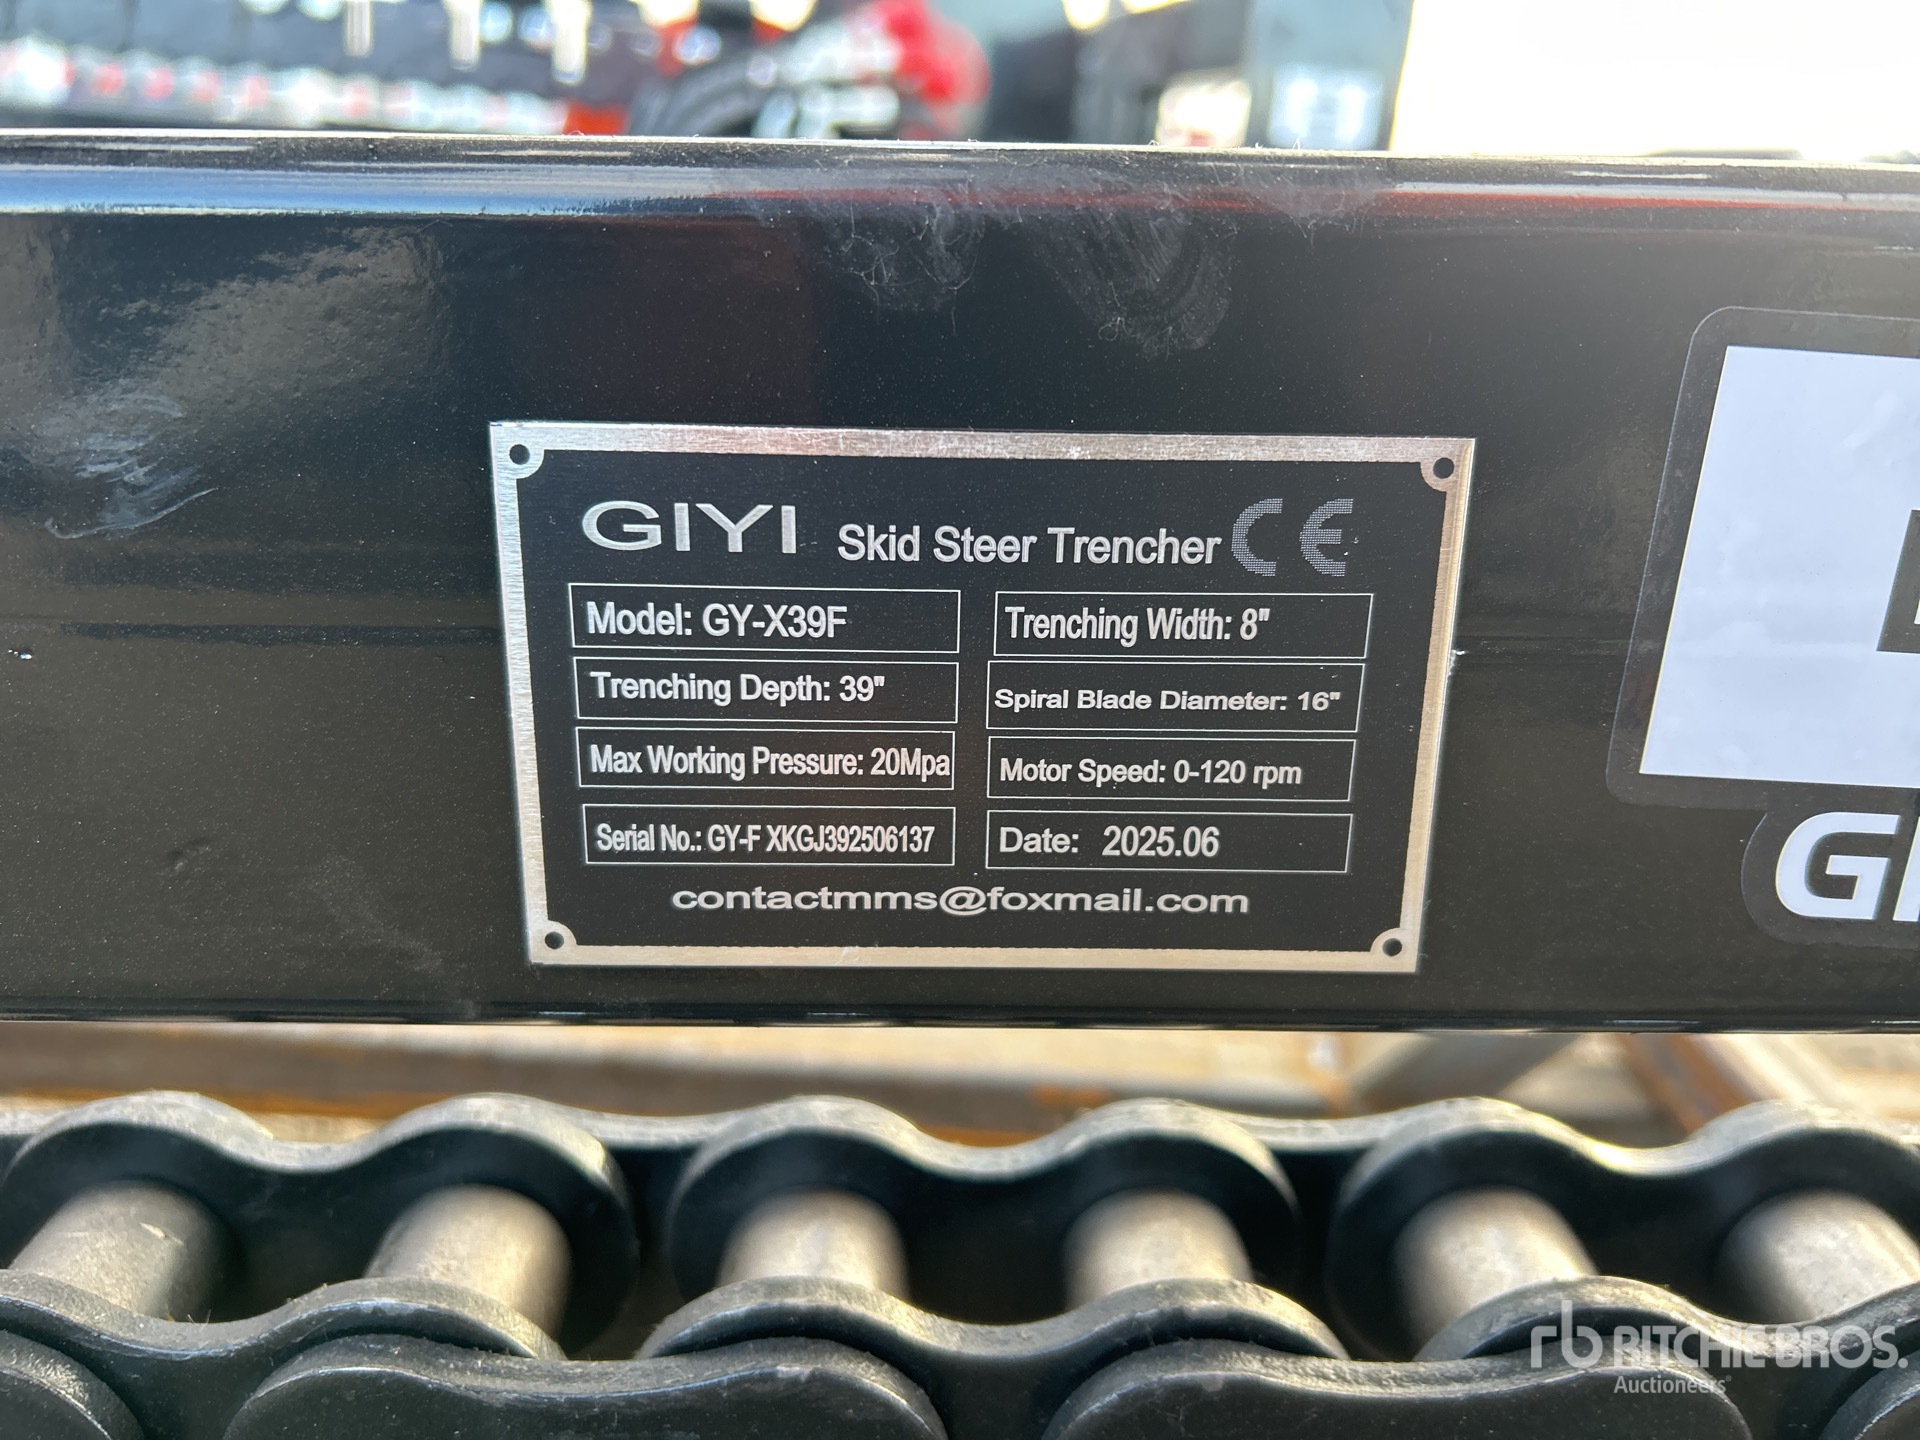 GIYI Skid Steer Trencher CE
Model: GY-X39F
Trenching Width: 8"
Trenching Depth: 39"
Spiral Blade Diameter: 16"
Max Working Pressure: 20Mpa
Motor Speed: 0-120 rpm
Serial No.: GY-F XKGJ392506137
Date: 2025.06
contactmms@foxmail.com
rb RITCHIE BROS.
Auctioneers